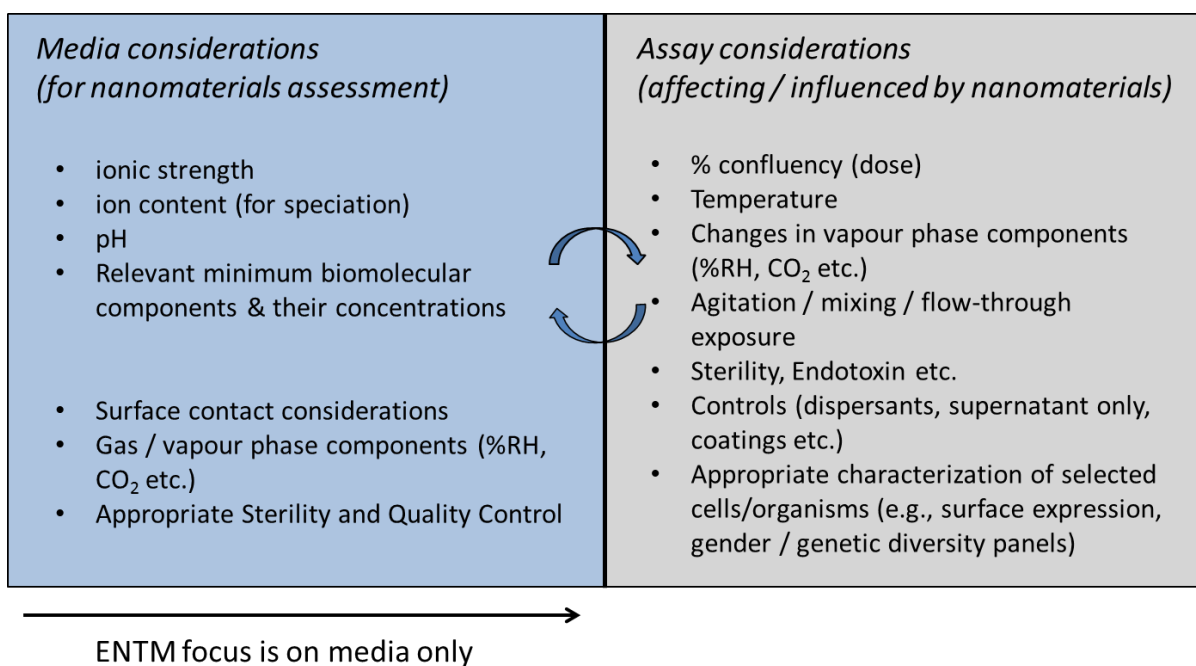 Media considerations
(for nanomaterials assessment)
• ionic strength
• ion content (for speciation)
• pH
• Relevant minimum biomolecular
components & their concentrations
• Surface contact considerations
• Gas / vapour phase components (%RH,
CO₂ etc.)
• Appropriate Sterility and Quality Control
Assay considerations
(affecting / influenced by nanomaterials)
• % confluency (dose)
• Temperature
• Changes in vapour phase components
(%RH, CO₂ etc.)
• Agitation / mixing / flow-through
exposure
• Sterility, Endotoxin etc.
• Controls (dispersants, supernatant only,
coatings etc.)
• Appropriate characterization of selected
cells/organisms (e.g., surface expression,
gender / genetic diversity panels)
ENTM focus is on media only